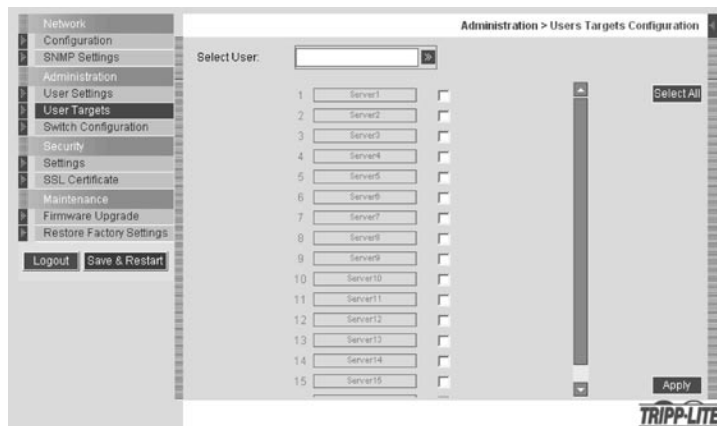 Network
Configuration
SNMP Settings
Administration
User Settings
User Targets
Switch Configuration
Security
Settings
SSL Certificate
Maintenance
Firmware Upgrade
Restore Factory Settings
Logout
Save & Restart
Administration > Users Targets Configuration
Select User:
1 Server1
2 Server2
3 Server3
4 Server4
5 Server5
6 Server6
7 Server7
8 Server8
9 Server9
10 Server10
11 Server11
12 Server12
13 Server13
14 Server14
15 Server15
Select All
Apply
TRIPP·LITE